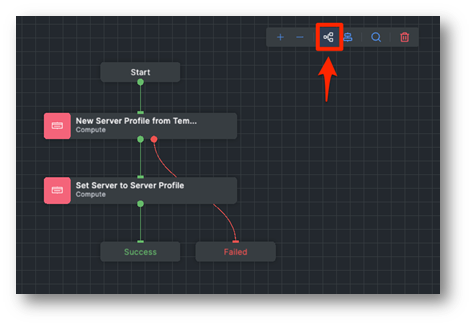 Start
New Server Profile from Tem...
Compute
Set Server to Server Profile
Compute
Success
Failed